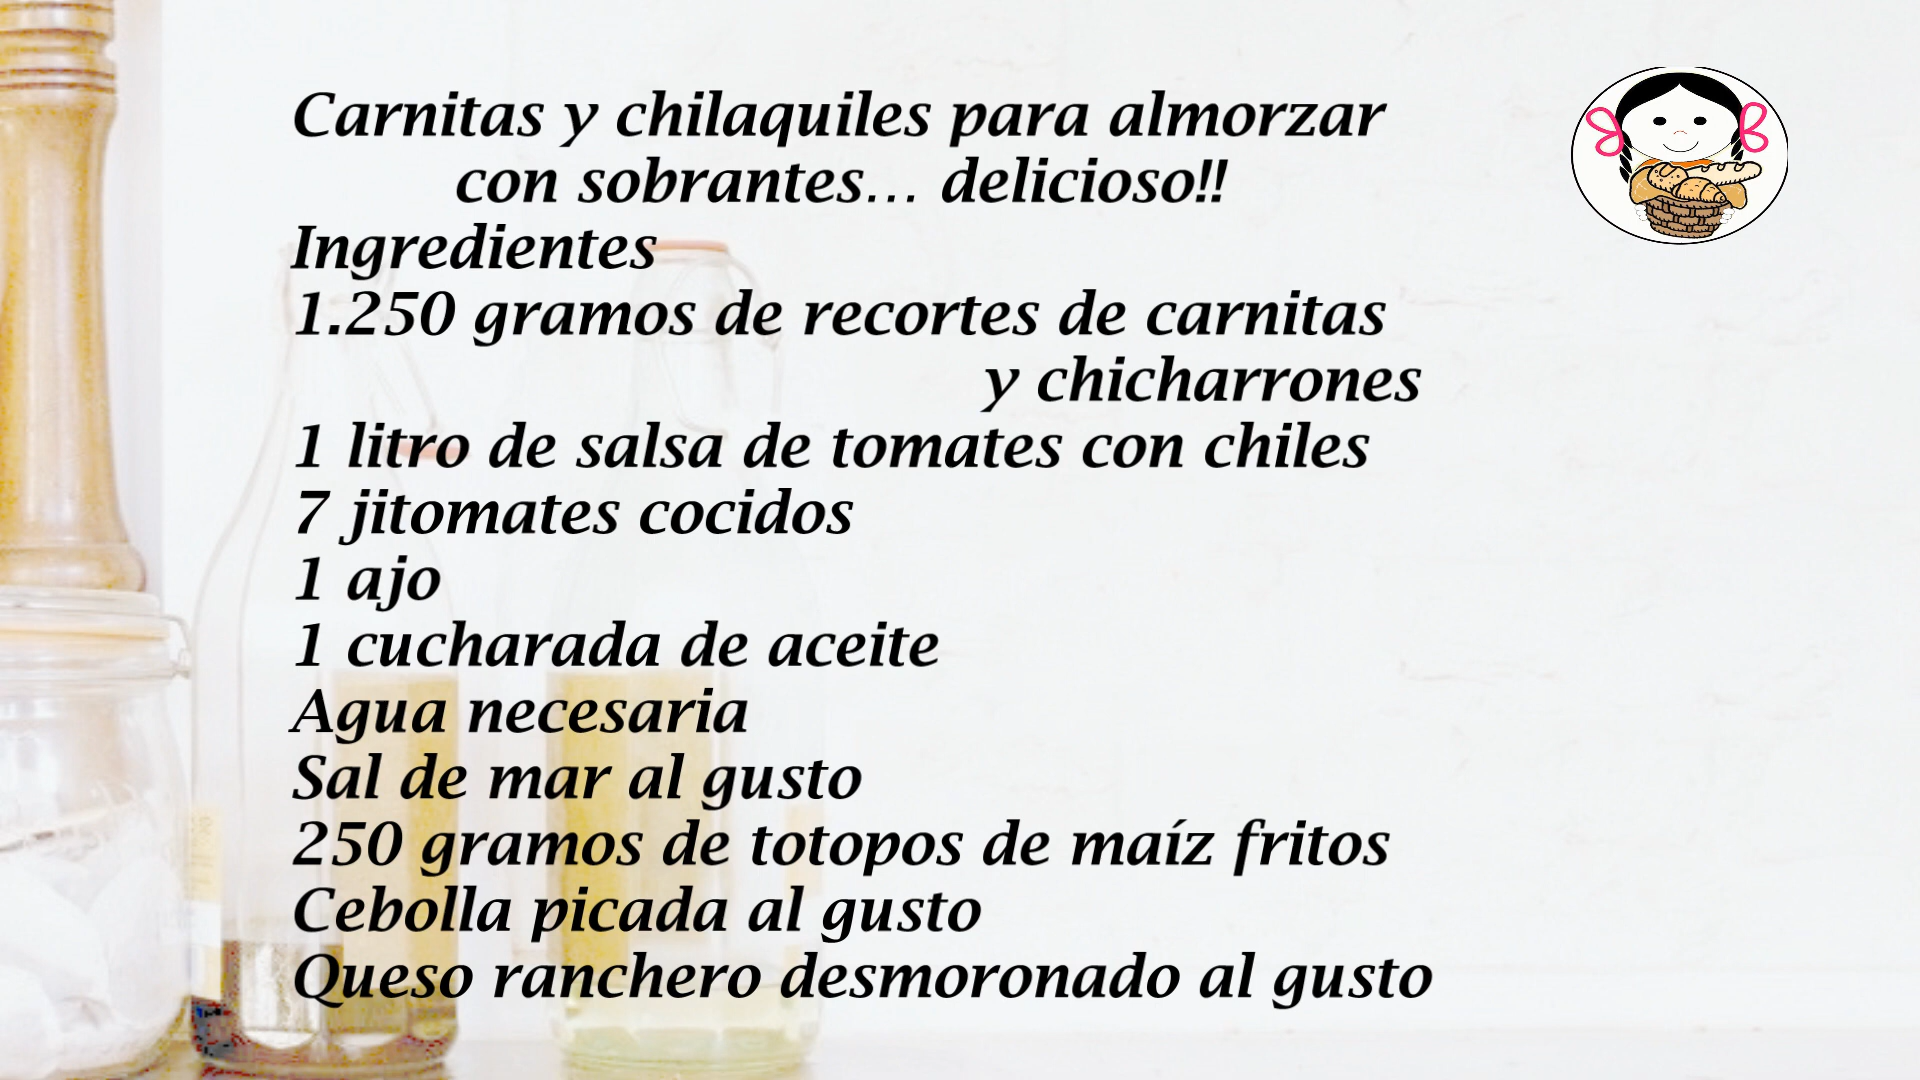 Carnitas y chilaquiles para almorzar
con sobrantes... delicioso!!
Ingredientes
1.250 gramos de recortes de carnitas
y chicharrones
1 litro de salsa de tomates con chiles
7 jitomates cocidos
1 ajo
1 cucharada de aceite
Agua necesaria
Sal de mar al gusto
250 gramos de totopos de maíz fritos
Cebolla picada al gusto
Queso ranchero desmoronado al gusto